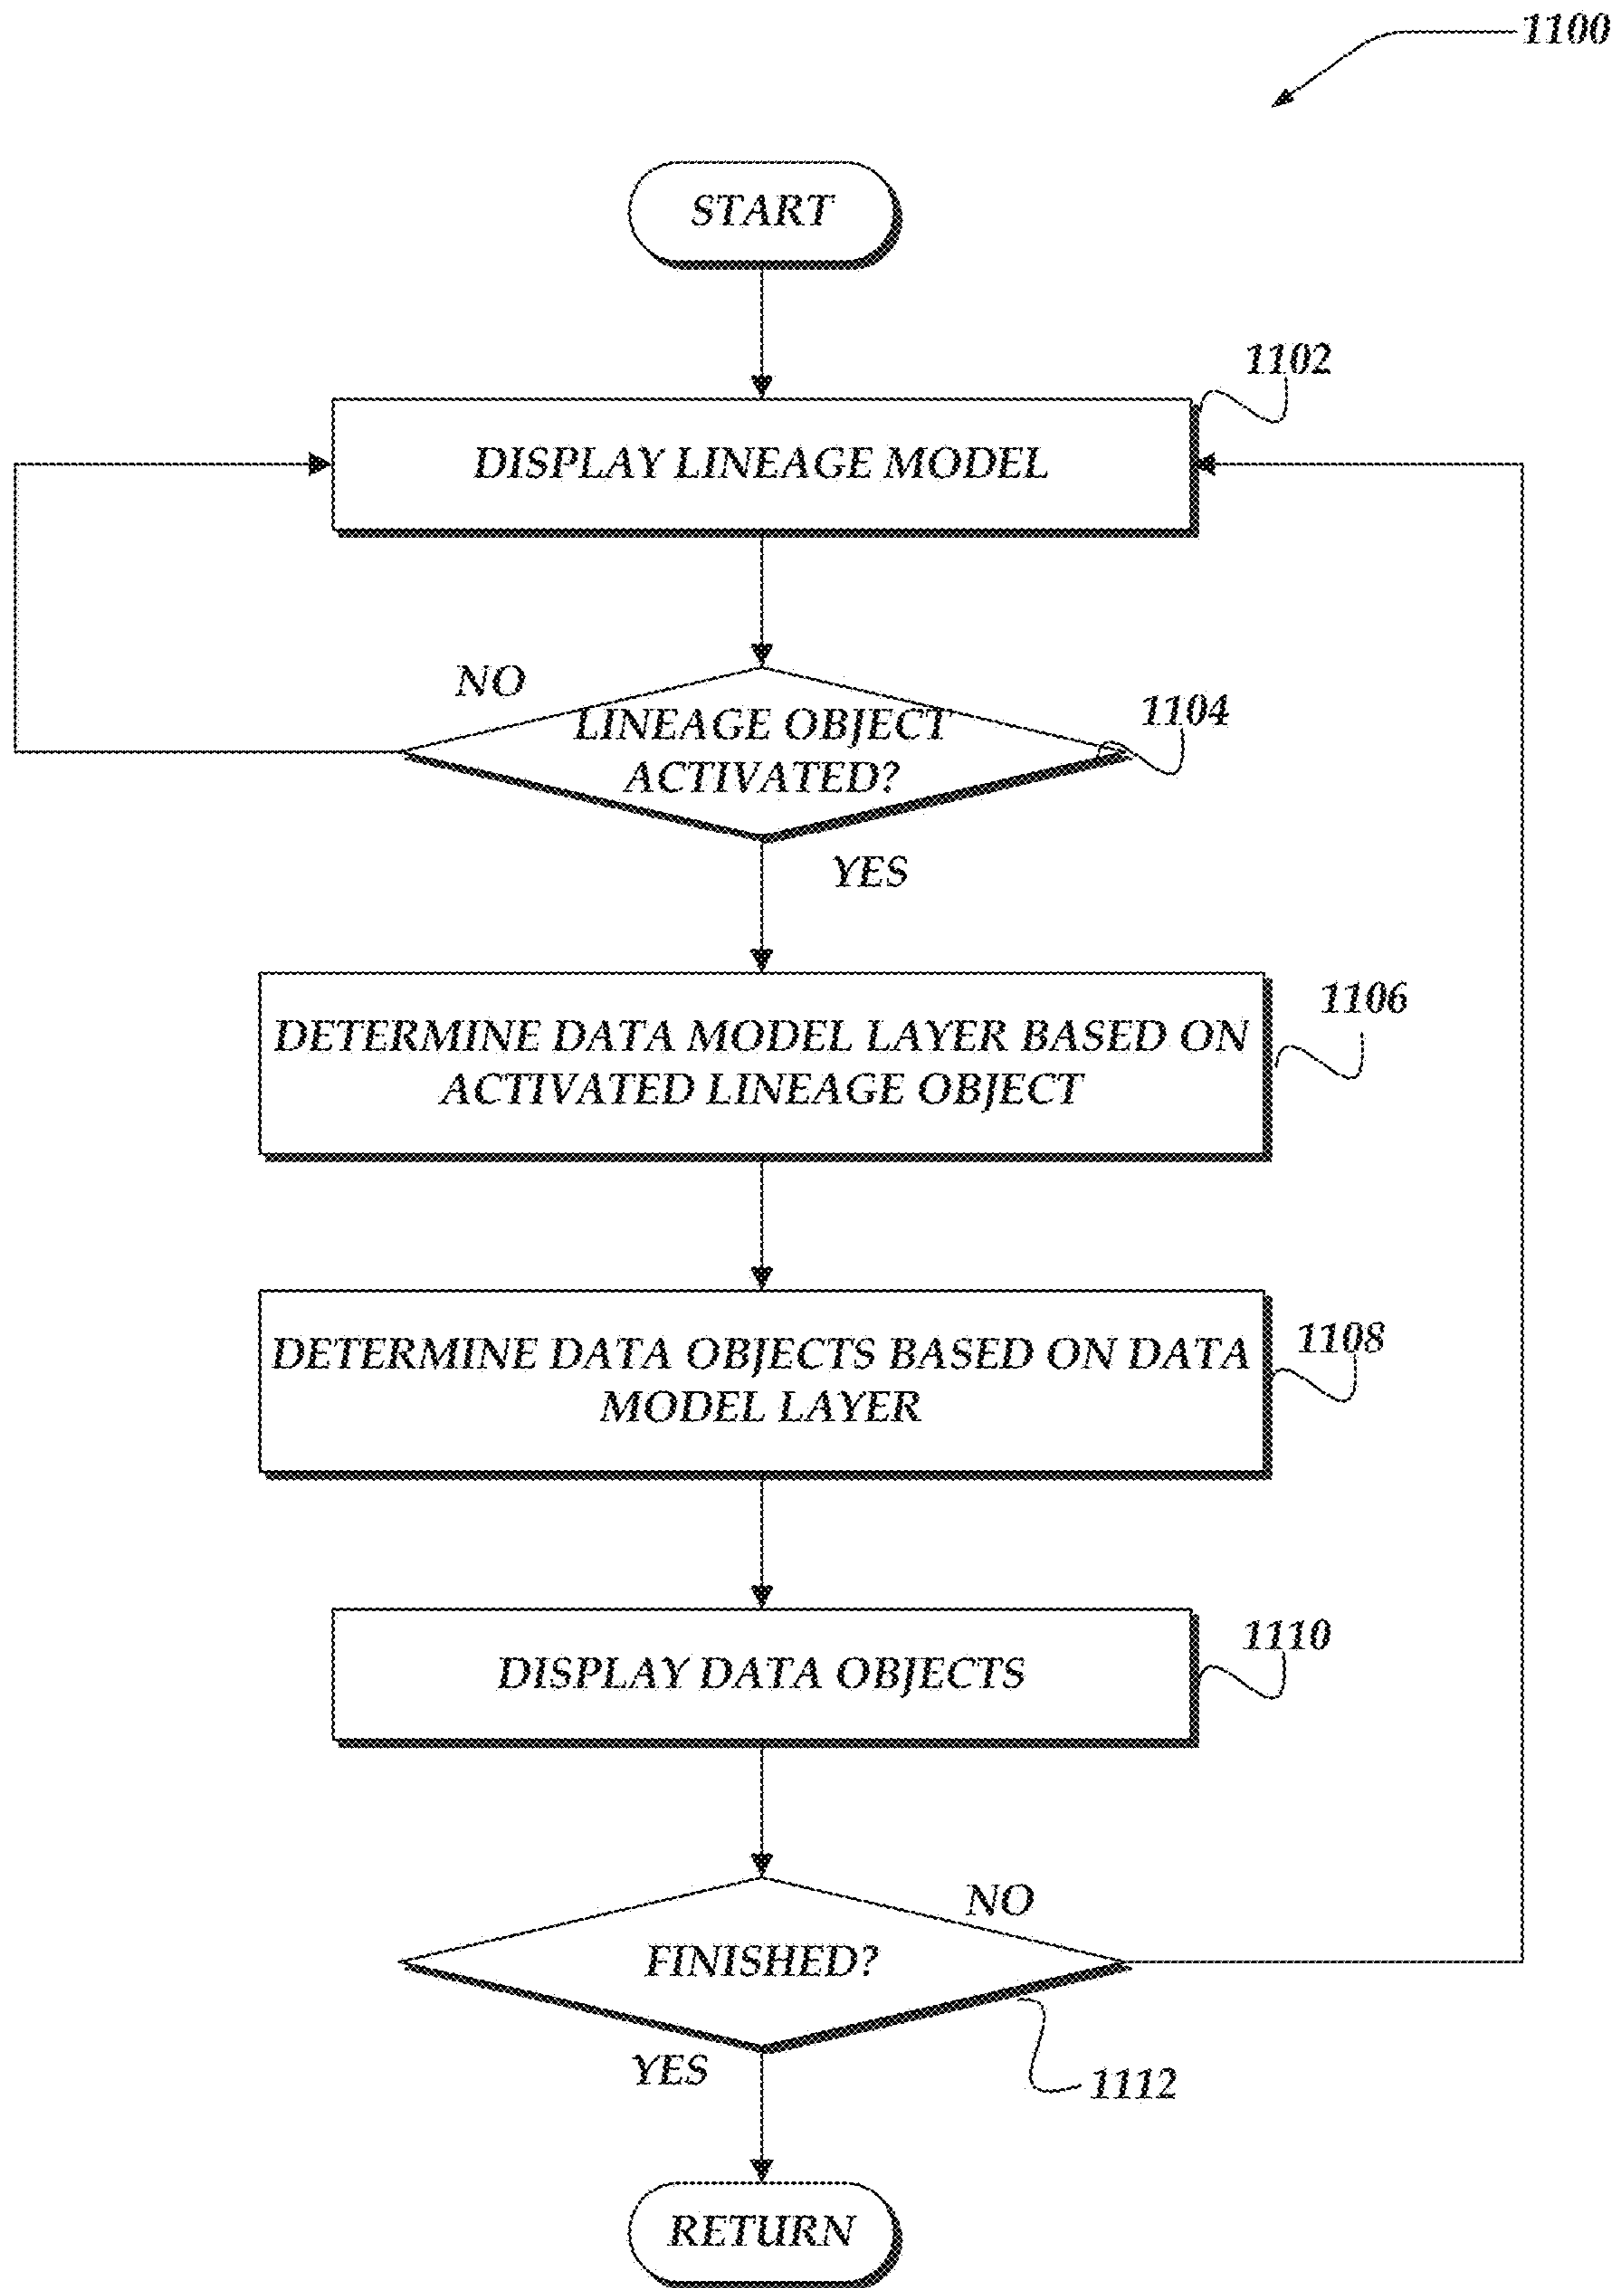 1100
START
1102
DISPLAY LINEAGE MODEL
NO
LINEAGE OBJECT
ACTIVATED?
1104
YES
1106
DETERMINE DATA MODEL LAYER BASED ON
ACTIVATED LINEAGE OBJECT
1108
DETERMINE DATA OBJECTS BASED ON DATA
MODEL LAYER
1110
DISPLAY DATA OBJECTS
NO
FINISHED?
YES
1112
RETURN